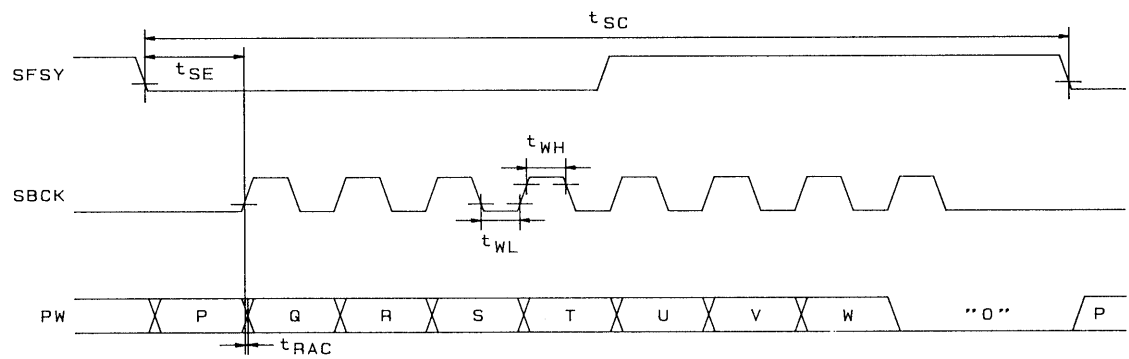 tSC
SFSY
tSE
tWH
SBCK
tWL
PW P Q R S T U V W "0" P
tRAC